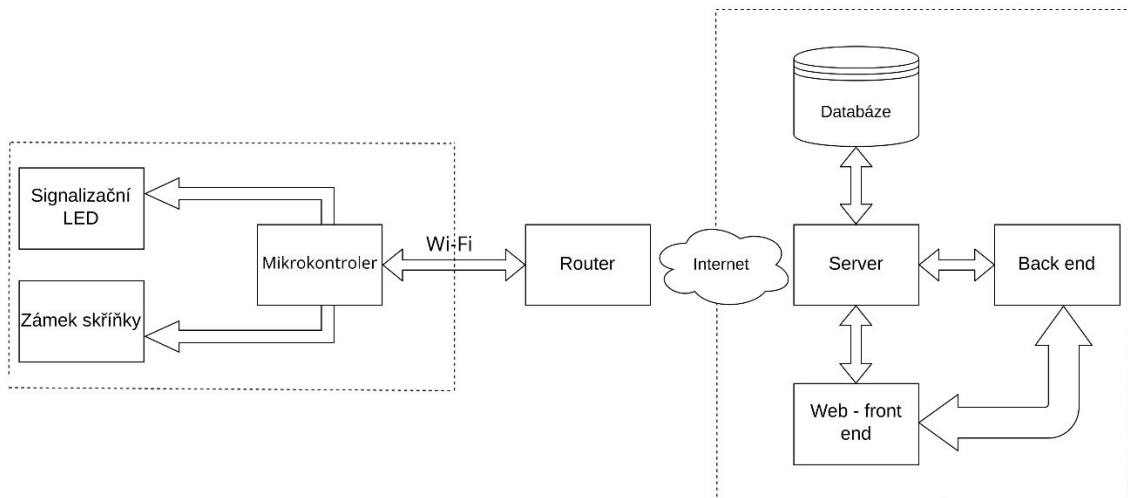 Databáze
Signalizační
LED
Wi-Fi
Mikrokontroler
Router
Internet
Server
Back end
Zámek skříňky
Web - front
end